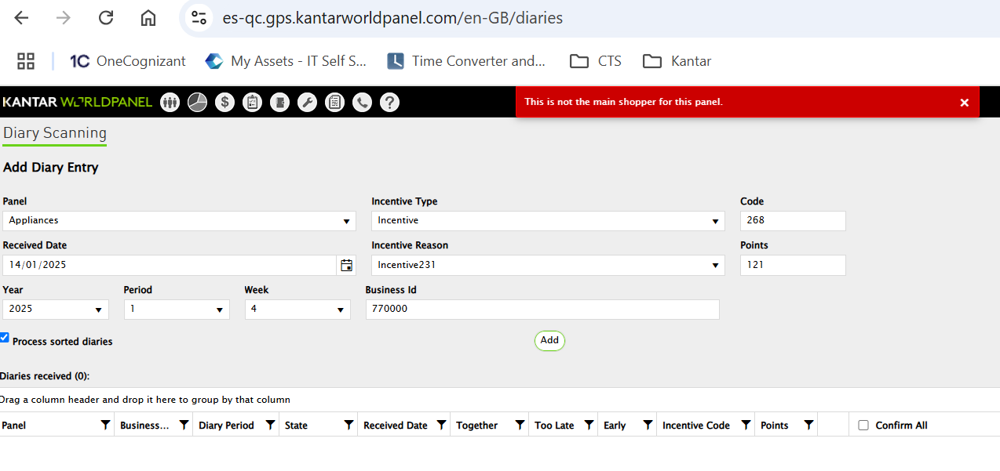 es-qc.gps.kantarworldpanel.com/en-GB/diaries
1C OneCognizant My Assets - IT Self S... Time Converter and... CTS Kantar
KANTAR WORLDPANEL $ ? This is not the main shopper for this panel. ×
Diary Scanning
Add Diary Entry
Panel Incentive Type Code
Appliances Incentive 268
Received Date Incentive Reason Points
14/01/2025 Incentive231 121
Year Period Week Business Id
2025 1 4 770000
Process sorted diaries Add
Diaries received (0):
Drag a column header and drop it here to group by that column
Panel Business... Diary Period State Received Date Together Too Late Early Incentive Code Points Confirm All